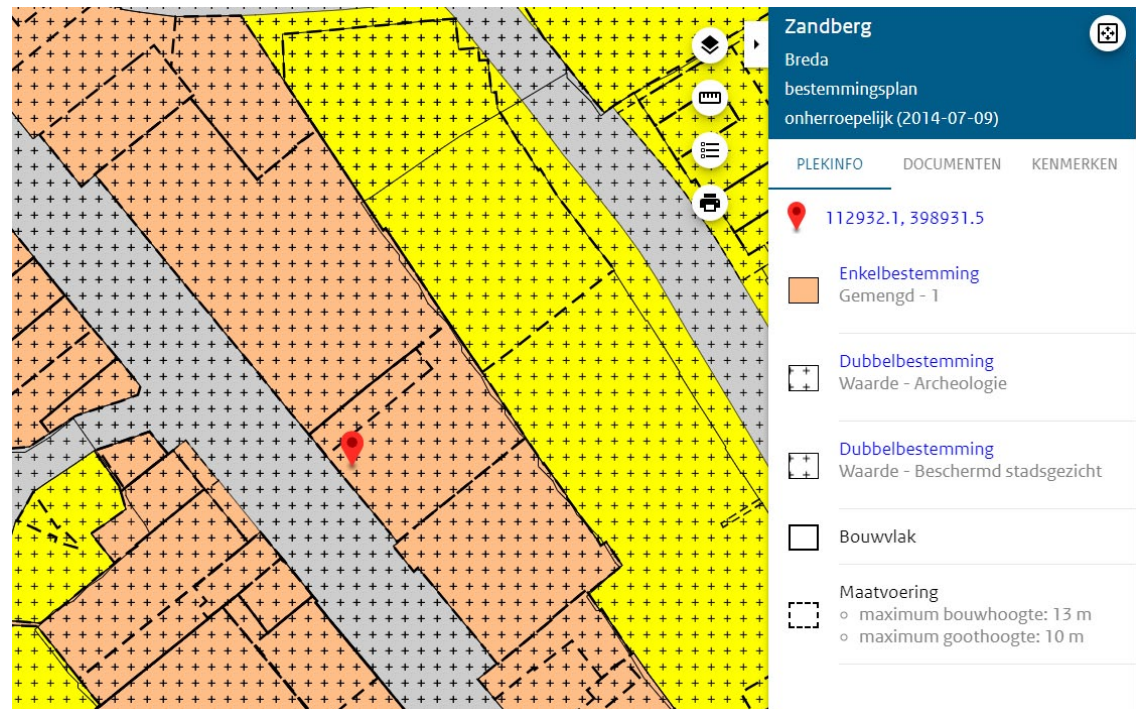 Zandberg
Breda
bestemmingsplan
onherroepelijk (2014-07-09)
PLEKINFO DOCUMENTEN KENMERKEN
112932.1, 398931.5
Enkelbestemming
Gemengd - 1
Dubbelbestemming
Waarde - Archeologie
Dubbelbestemming
Waarde - Beschermd stadsgezicht
Bouwvlak
Maatvoering
maximum bouwhoogte: 13 m
maximum goothoogte: 10 m